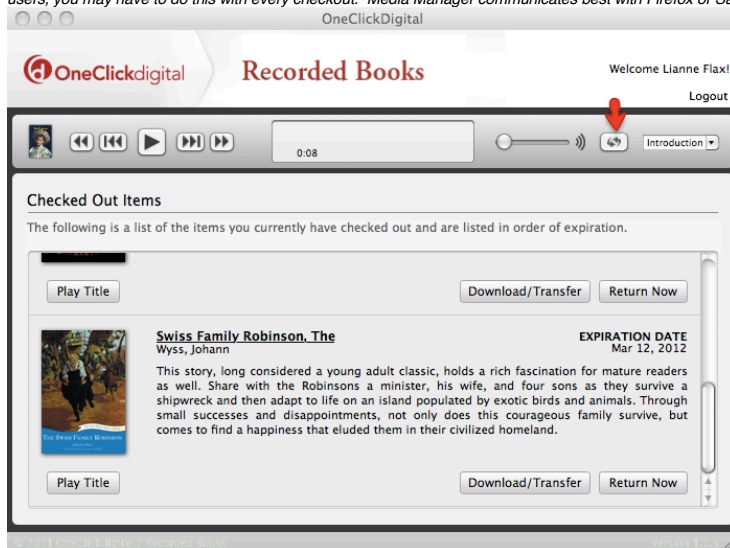 users, you may have to do this with every checkout. Media Manager communicates best with Firefox or Sa
OneClickDigital
OneClickdigital
Recorded Books
Welcome Lianne Flax!
Logout
0:08
Introduction
Checked Out Items
The following is a list of the items you currently have checked out and are listed in order of expiration.
Play Title
Download/Transfer
Return Now
Swiss Family Robinson, The
EXPIRATION DATE
Wyss, Johann
Mar 12, 2012
This story, long considered a young adult classic, holds a rich fascination for mature readers
as well. Share with the Robinsons a minister, his wife, and four sons as they survive a
shipwreck and then adapt to life on an island populated by exotic birds and animals. Through
small successes and disappointments, not only does this courageous family survive, but
comes to find a happiness that eluded them in their civilized homeland.
THE SWISS FAMILY ROBINSON
Play Title
Download/Transfer
Return Now